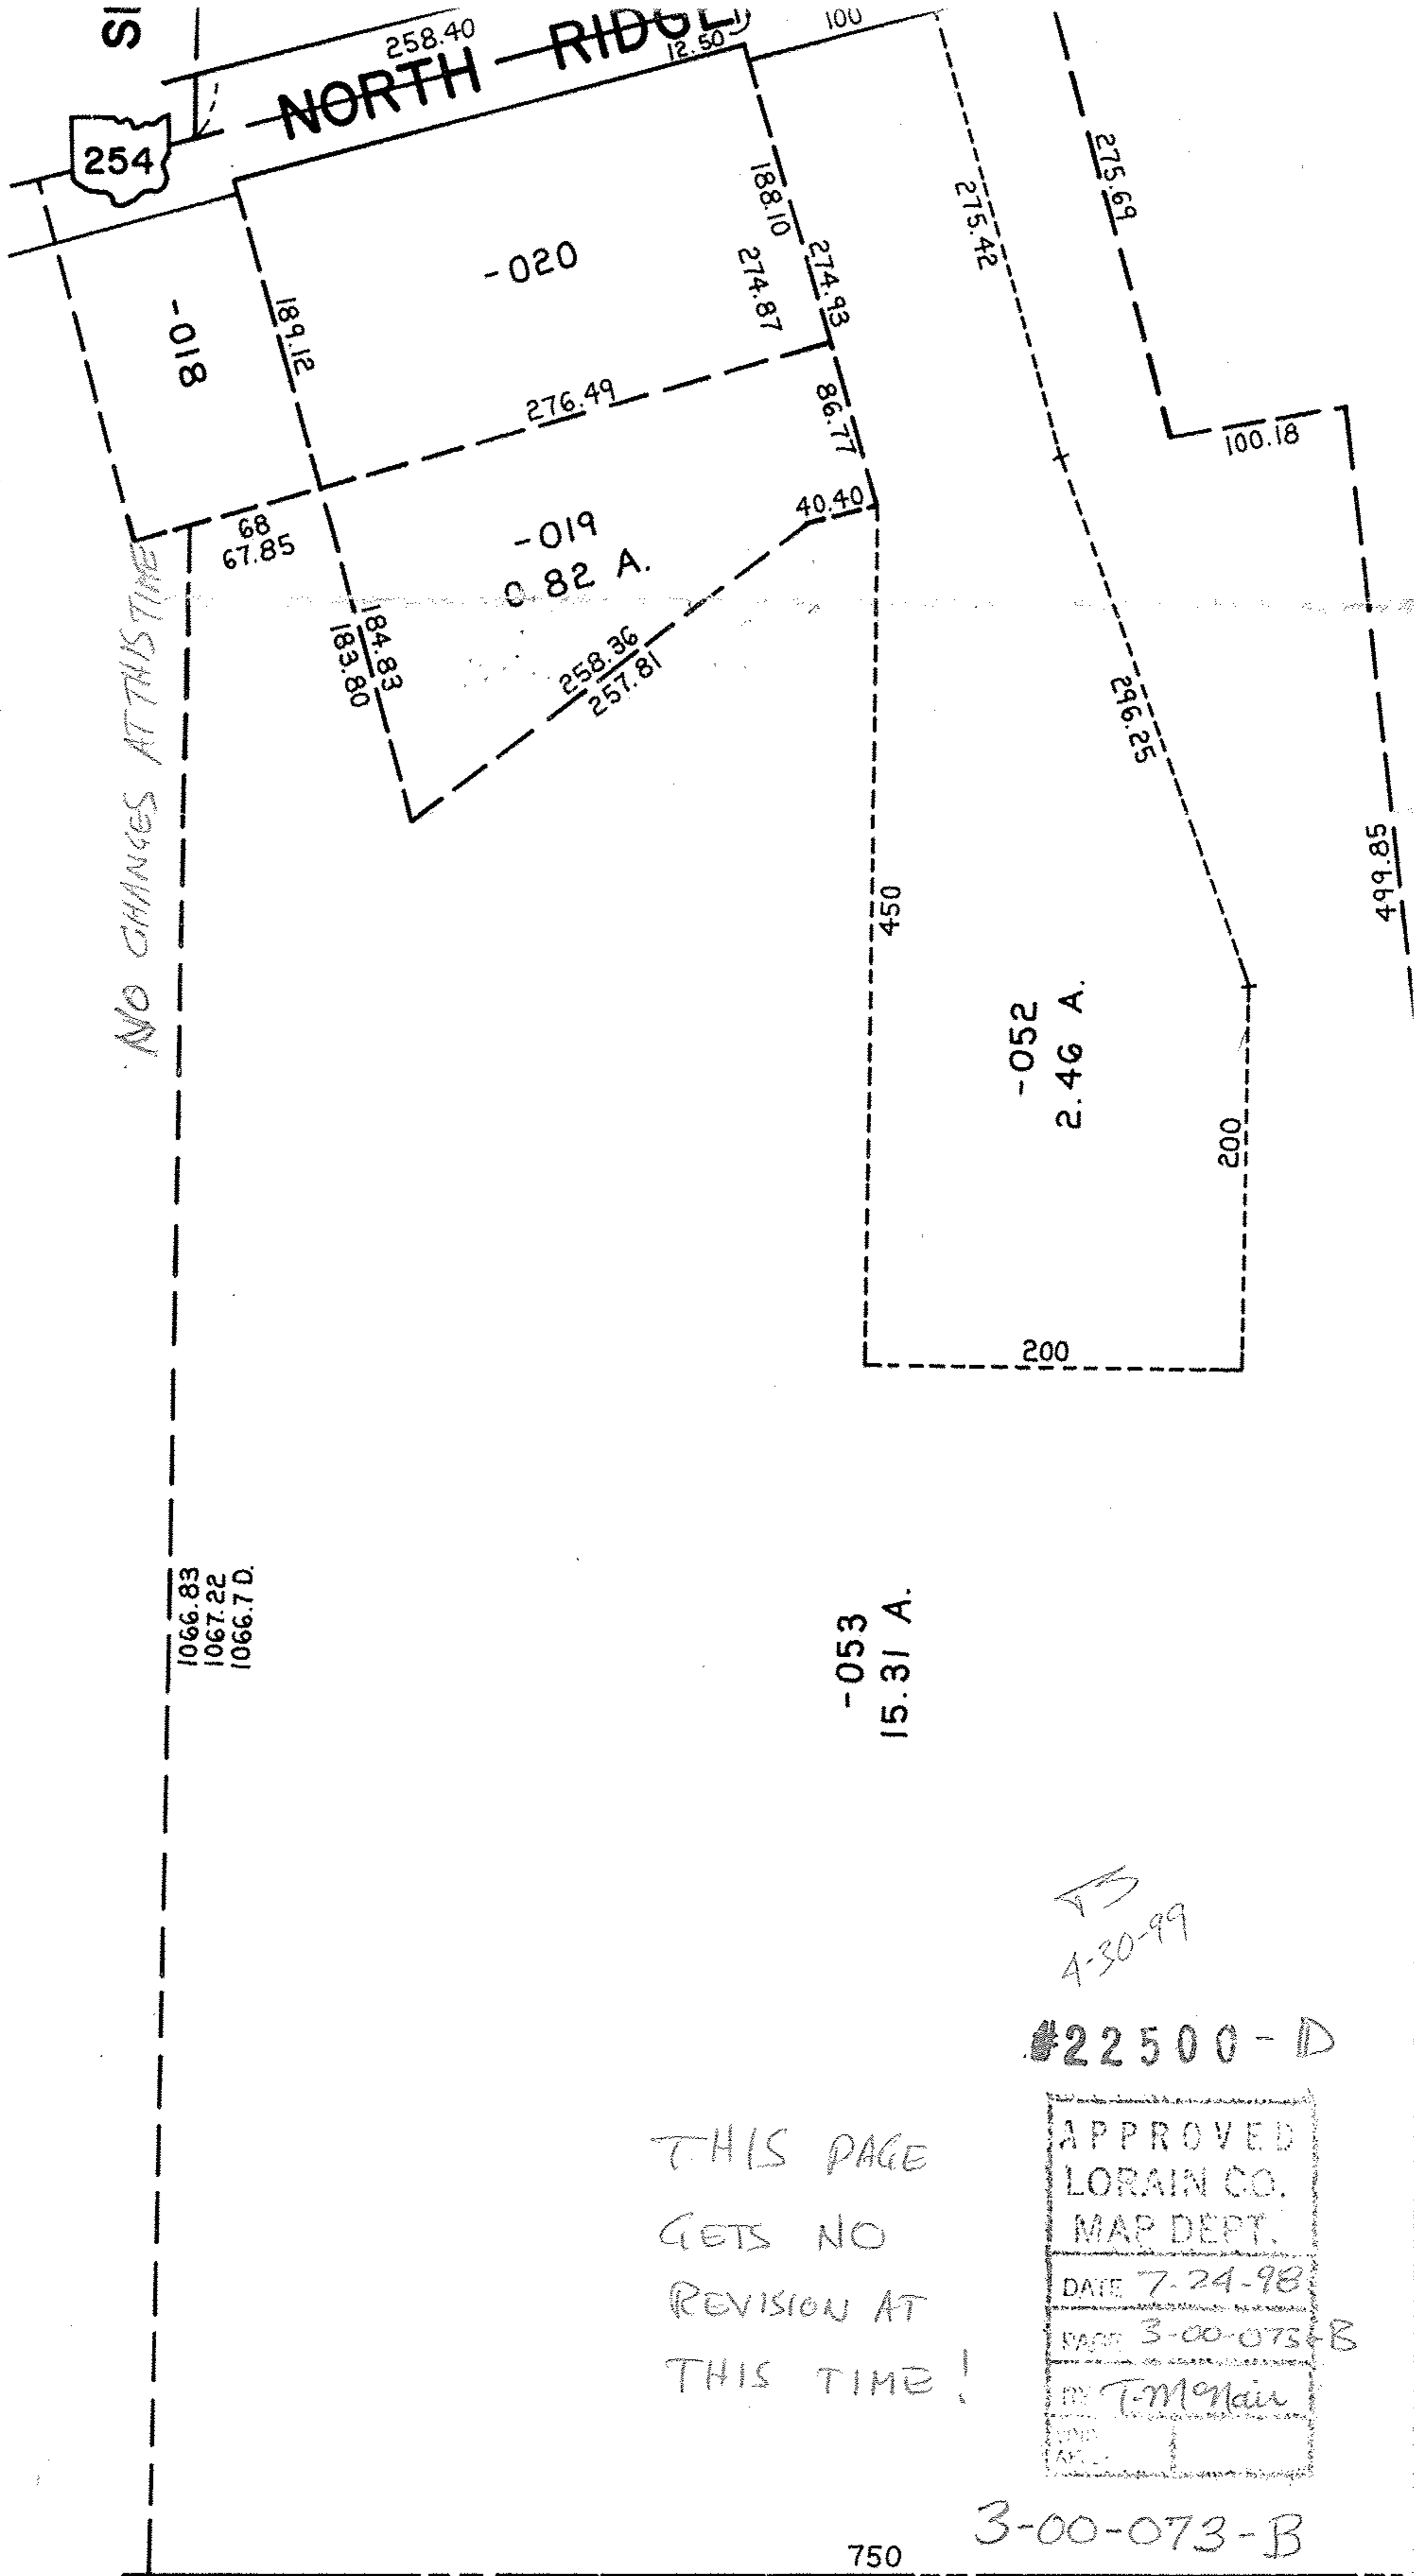 SI
258.40
NORTH RIDGE
12.50
100
254
-018
189.12
-020
188.10
274.87
274.93
275.42
275.69
276.49
86.77
100.18
68
67.85
40.40
-019
0.82 A.
184.83
183.80
258.36
257.81
296.25
499.85
NO CHANGES AT THIS TIME
450
-052
2.46 A.
200
200
1066.83
1067.22
1066.7 D.
-053
15.31 A.
4-30-99
#22500-D
THIS PAGE
GETS NO
REVISION AT
THIS TIME!
APPROVED
LORAIN CO.
MAP DEPT.
DATE 7-24-98
PAGE 3-00-073-B
BY T. McNair
3-00-073-B
750